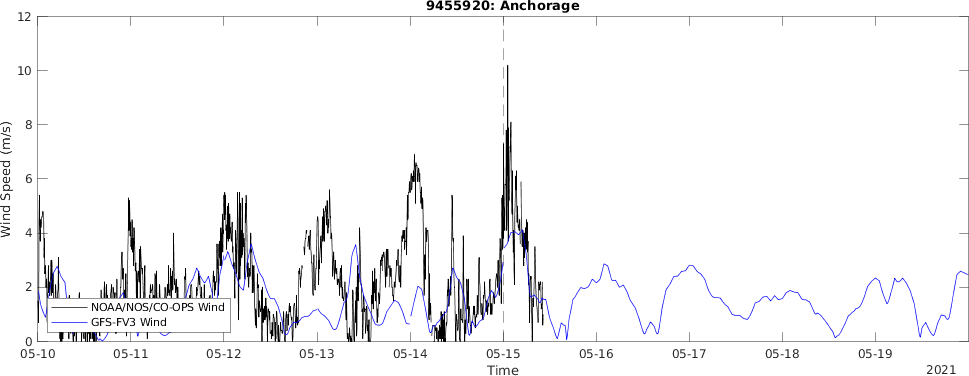 9455920: Anchorage
12
10
8
6
4
2
0
Wind Speed (m/s)
NOAA/NOS/CO-OPS Wind
GFS-FV3 Wind
05-10 05-11 05-12 05-13 05-14 05-15 05-16 05-17 05-18 05-19
Time
2021